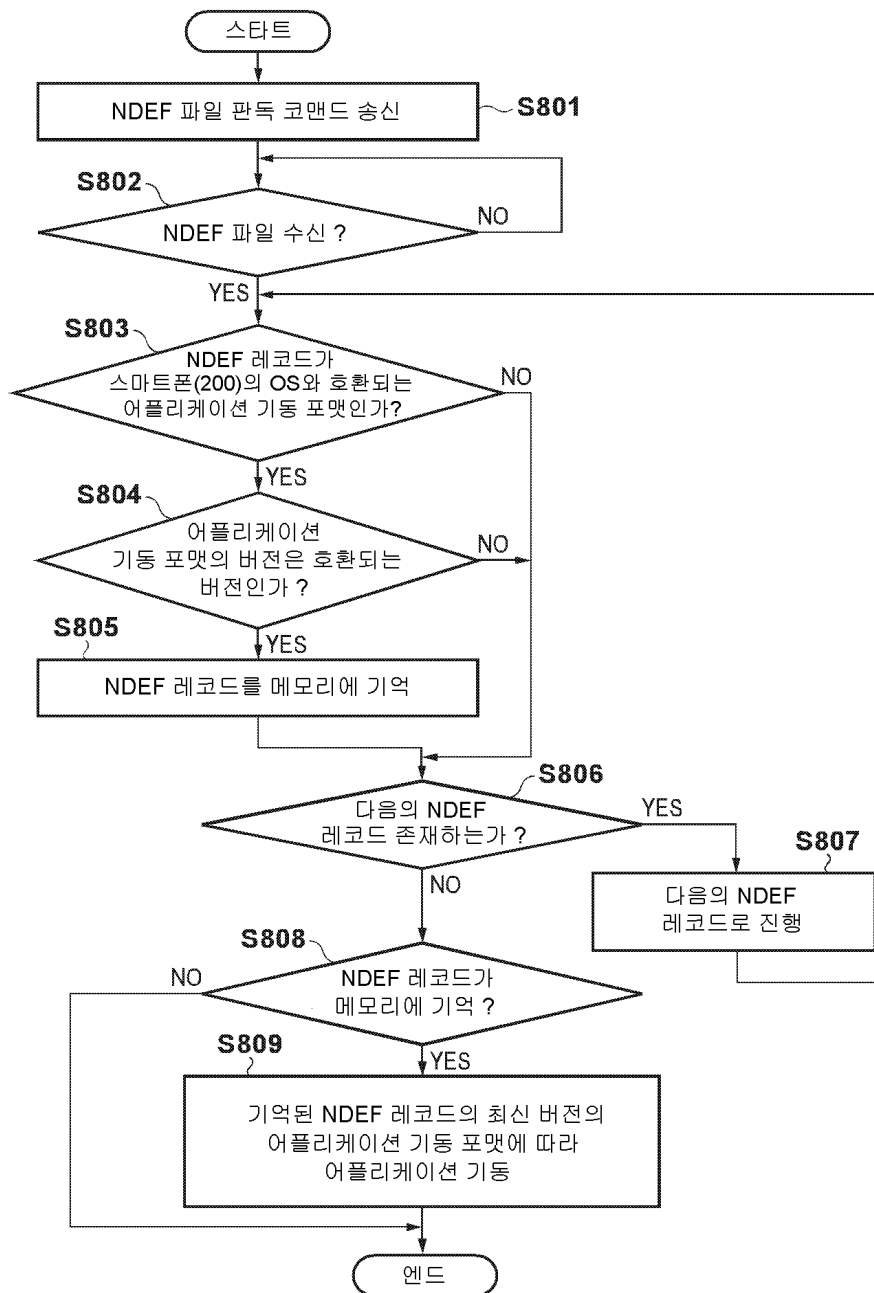 스타트
NDEF 파일 판독 코맨드 송신
S801
S802
NDEF 파일 수신 ?
NO
YES
S803
NDEF 레코드가
스마트폰(200)의 OS와 호환되는
어플리케이션 기동 포맷인가?
NO
YES
S804
어플리케이션
기동 포맷의 버전은 호환되는
버전인가 ?
NO
YES
S805
NDEF 레코드를 메모리에 기억
S806
다음의 NDEF
레코드 존재하는가 ?
YES
NO
S807
다음의 NDEF
레코드로 진행
S808
NDEF 레코드가
메모리에 기억 ?
NO
YES
S809
기억된 NDEF 레코드의 최신 버전의
어플리케이션 기동 포맷에 따라
어플리케이션 기동
엔드